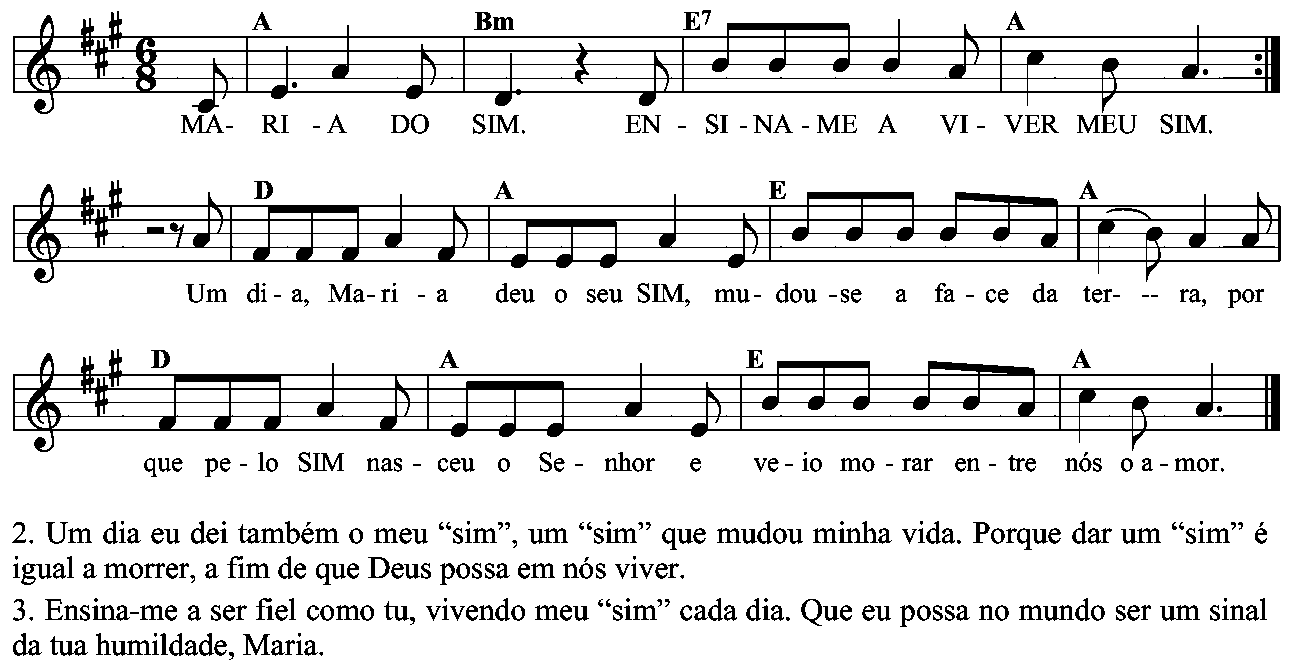 A Bm E7 A
6
8
MA- RI - A DO SIM. EN - SI - NA - ME A VI - VER MEU SIM.
D A E A
Um di - a, Ma - ri - a deu o seu SIM, mu- dou -se a fa - ce da ter- -- ra, por
D A E A
que pe - lo SIM nas - ceu o Se - nhor e ve - io mo - rar en - tre nós o a - mor.
2. Um dia eu dei também o meu “sim”, um “sim” que mudou minha vida. Porque dar um “sim” é
igual a morrer, a fim de que Deus possa em nós viver.
3. Ensina-me a ser fiel como tu, vivendo meu “sim” cada dia. Que eu possa no mundo ser um sinal
da tua humildade, Maria.